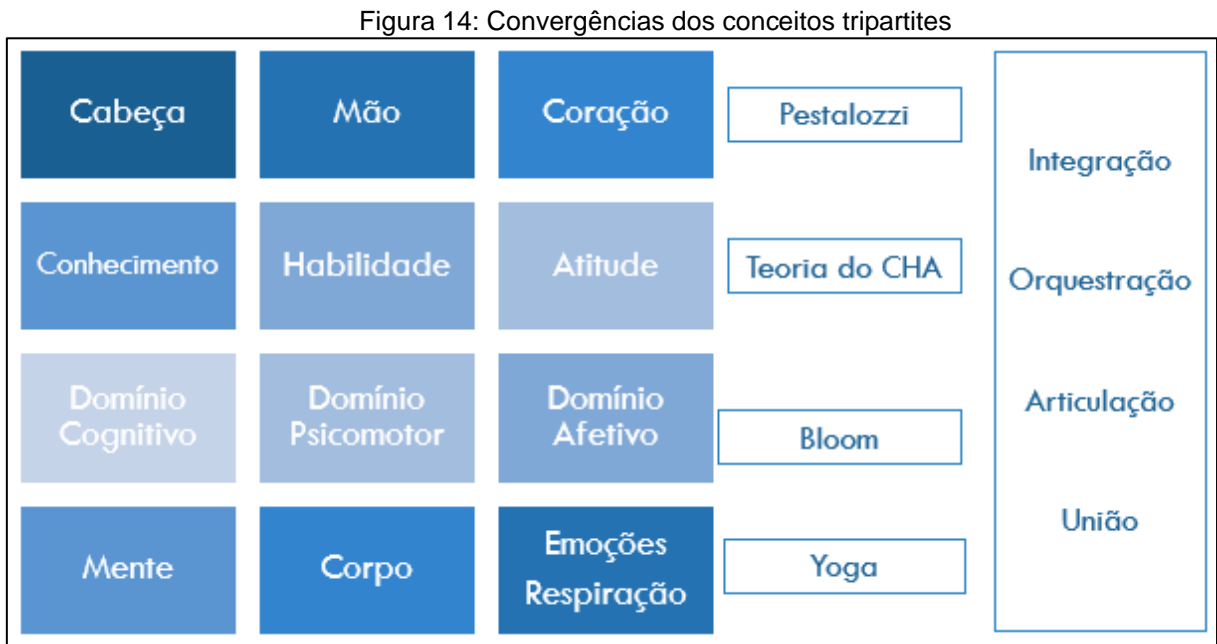 Figura 14: Convergências dos conceitos tripartites
Cabeça
Mão
Coração
Pestalozzi
Conhecimento
Habilidade
Atitude
Teoria do CHA
Domínio
Cognitivo
Domínio
Psicomotor
Domínio
Afetivo
Bloom
Mente
Corpo
Emoções
Respiração
Yoga
Integração
Orquestração
Articulação
União